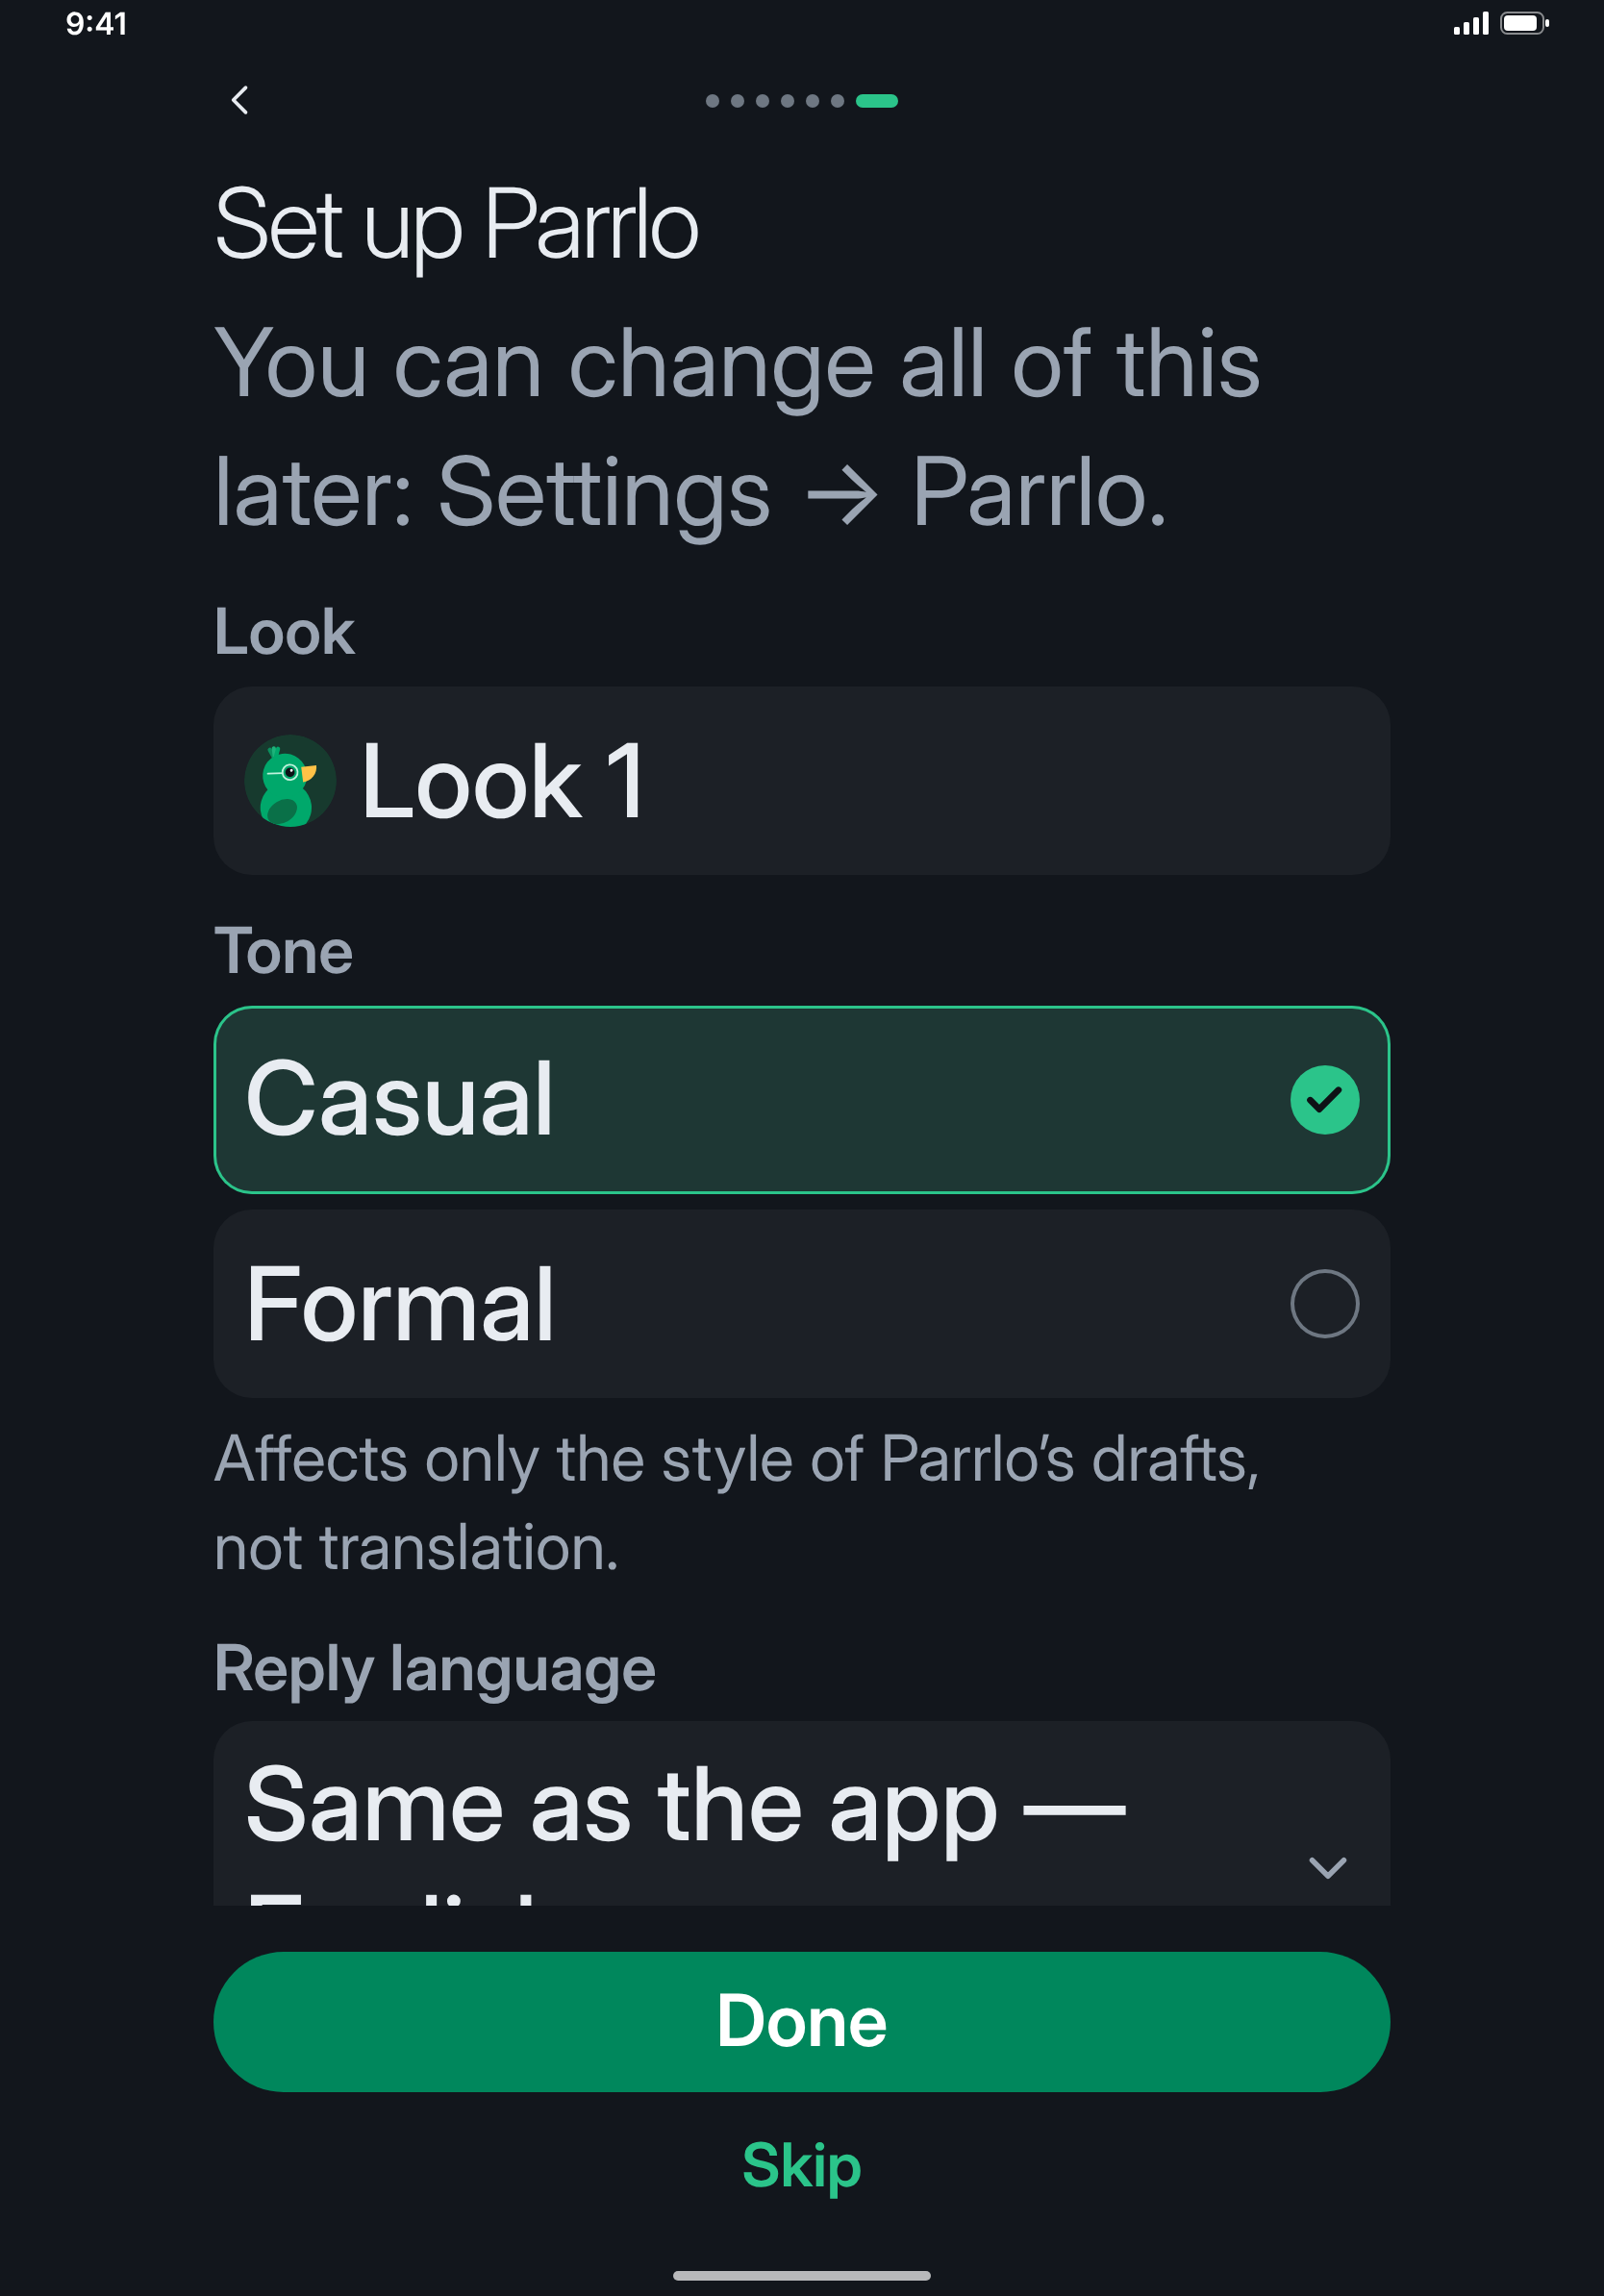 9:41
Set up Parrlo
You can change all of this
later: Settings → Parrlo.
Look
Look 1
Tone
Casual
Formal
Affects only the style of Parrlo’s drafts,
not translation.
Reply language
Same as the app —
Done
Skip